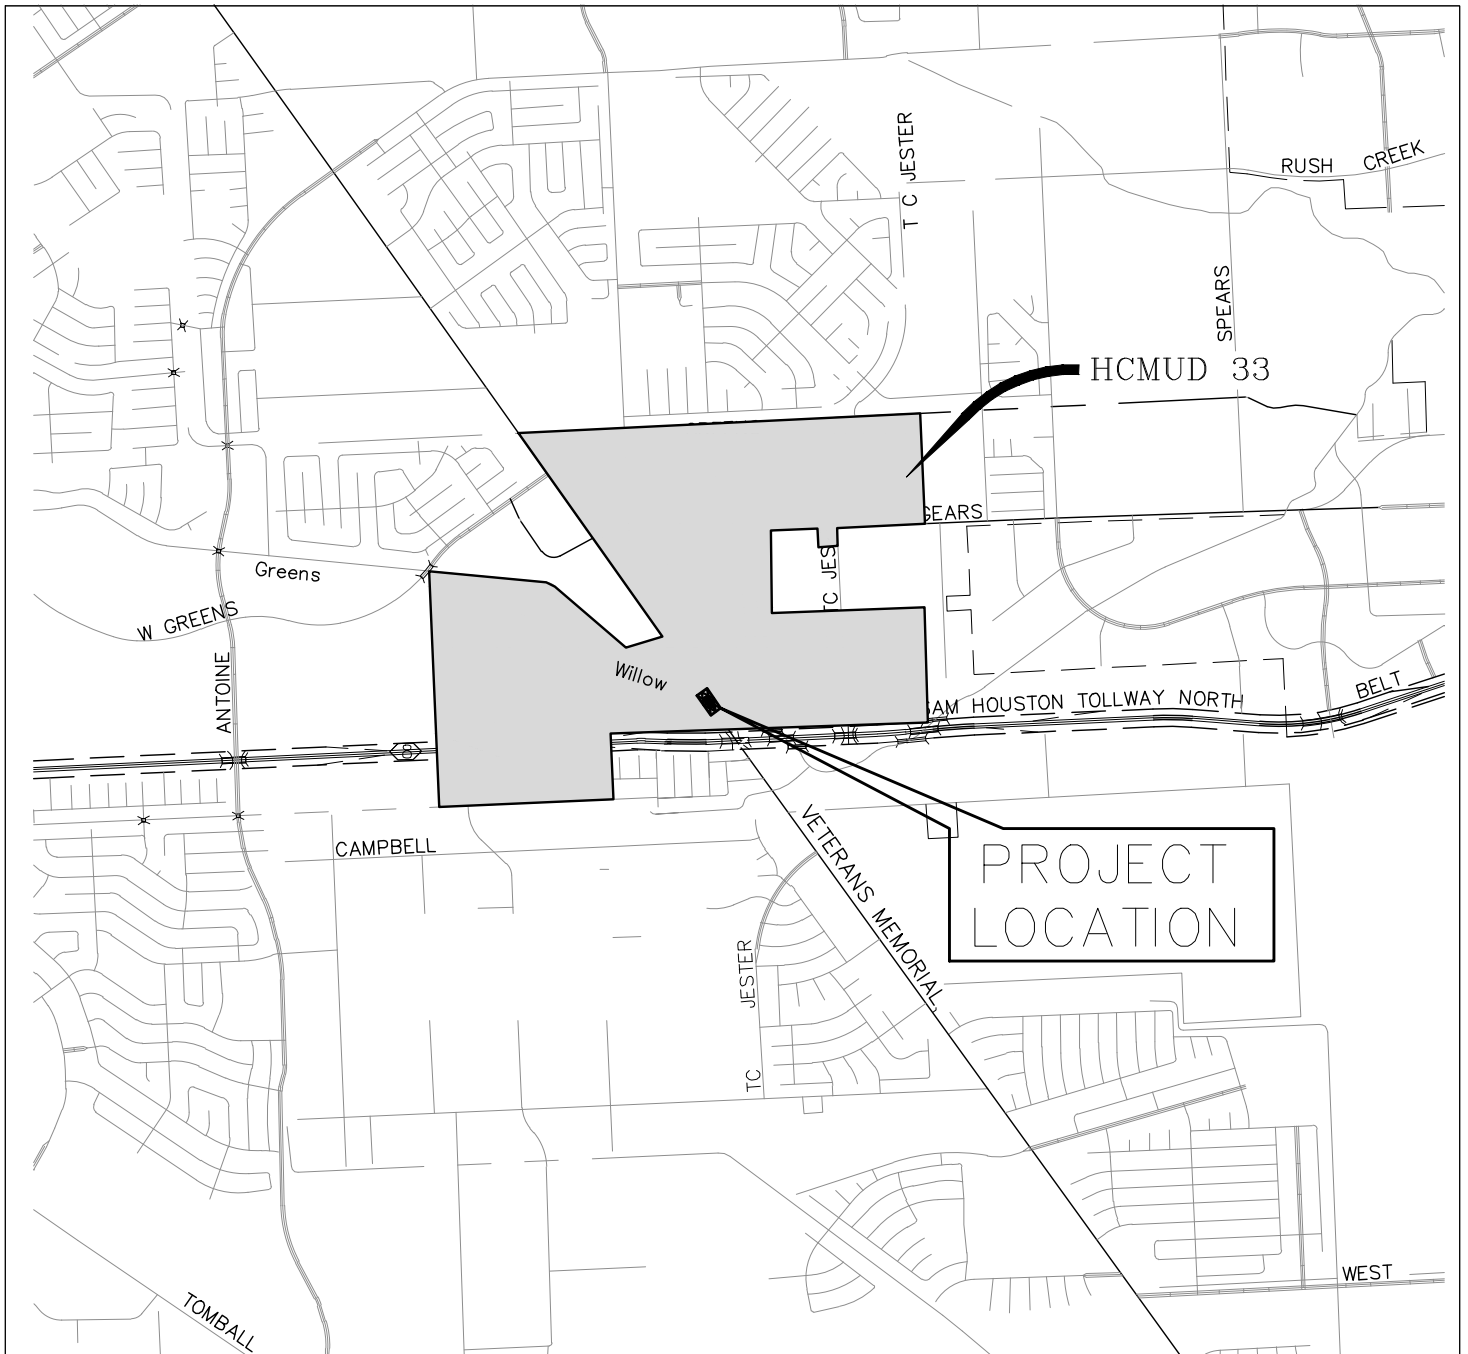 T C JESTER
RUSH CREEK
SPEARS
HCMUD 33
GEARS
Greens
TC JES
W GREENS
ANTOINE
Willow
SAM HOUSTON TOLLWAY NORTH
BELT
8
CAMPBELL
VETERANS MEMORIAL
PROJECT
LOCATION
TC JESTER
WEST
TOMBALL